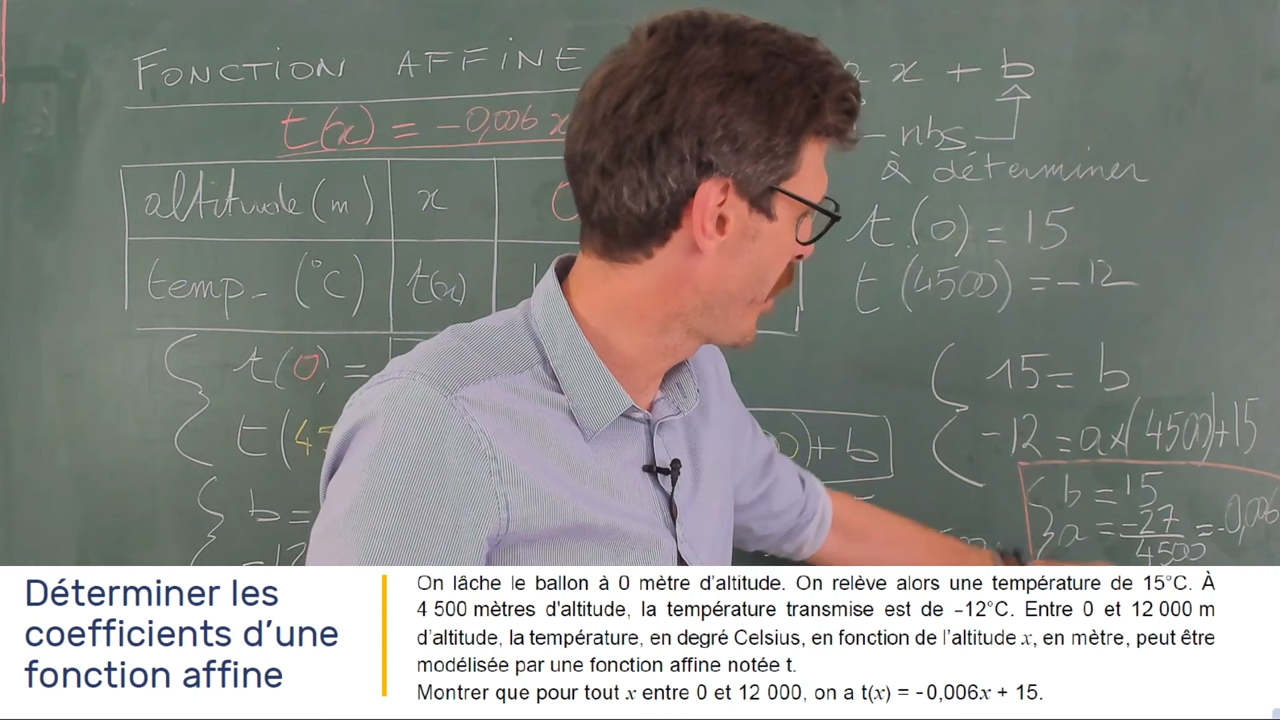 FONCTION AFFINE
x + b
t(x) = -0,006 x
nbs
à déterminer
altitude (m) x 0
t(0) = 15
temp. (°C) t(x)
t(4500) = -12
t(0) =
15 = b
t(45
)+ b
-12 = a×(4500)+15
b =
b = 15
-12
a = -27/4500 = -0,006
Déterminer les
coefficients d'une
fonction affine
On lâche le ballon à 0 mètre d'altitude. On relève alors une température de 15°C. À
4 500 mètres d'altitude, la température transmise est de −12°C. Entre 0 et 12 000 m
d'altitude, la température, en degré Celsius, en fonction de l'altitude x, en mètre, peut être
modélisée par une fonction affine notée t.
Montrer que pour tout x entre 0 et 12 000, on a t(x) = -0,006x + 15.